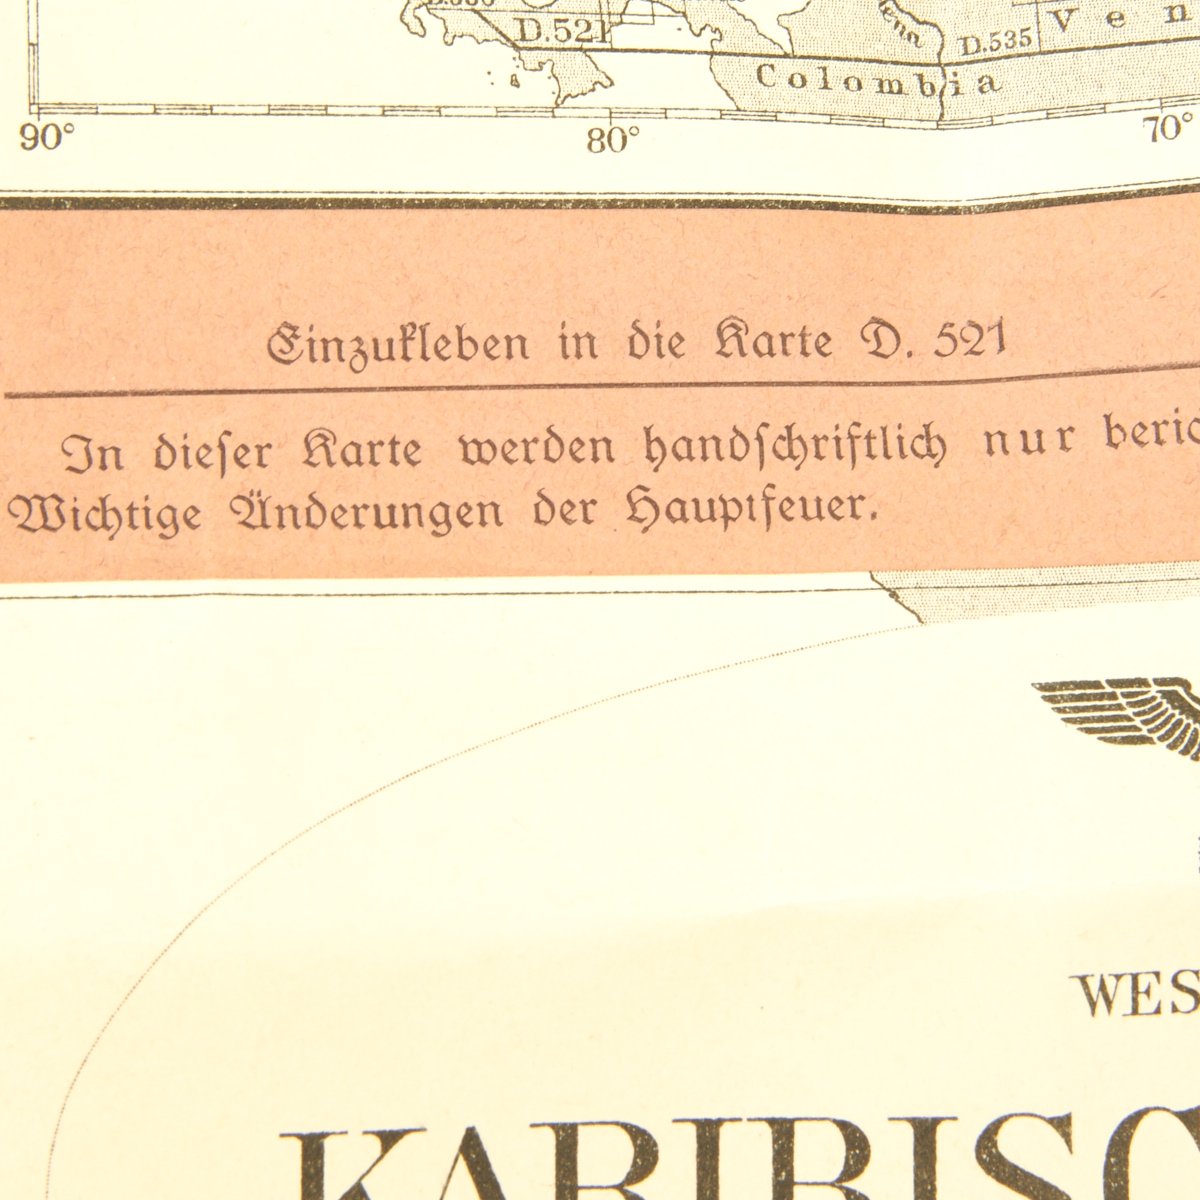 D.521
D.535
Ven
Colombia
90° 80° 70°
Einzukleben in die Karte D. 521
In dieser Karte werden handschriftlich nur beric
Wichtige Änderungen der Hauptfeuer.
WES
KARIBISC